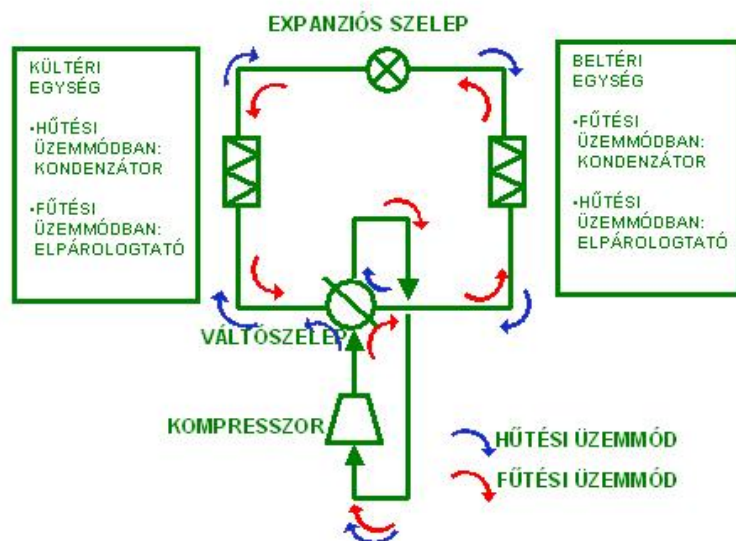 EXPANZIÓS SZELEP
KÜLTÉRI
EGYSÉG
•HŰTÉSI
ÜZEMMÓDBAN:
KONDENZÁTOR
•FŰTÉSI
ÜZEMMÓDBAN:
ELPÁROLOGTATÓ
BELTÉRI
EGYSÉG
•FŰTÉSI
ÜZEMMÓDBAN:
KONDENZÁTOR
•HŰTÉSI
ÜZEMMÓDBAN:
ELPÁROLOGTATÓ
VÁLTÓSZELEP
KOMPRESSZOR
HŰTÉSI ÜZEMMÓD
FŰTÉSI ÜZEMMÓD